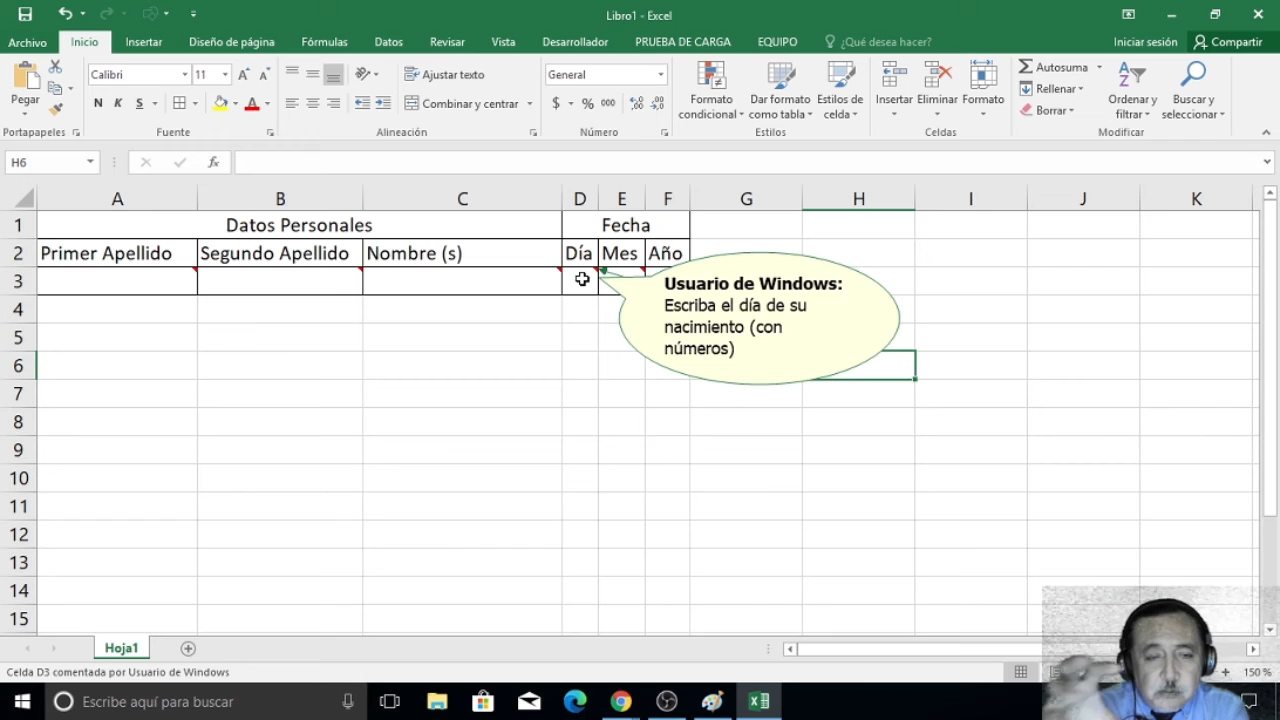 Libro1 - Excel
Archivo Inicio Insertar Diseño de página Fórmulas Datos Revisar Vista Desarrollador PRUEBA DE CARGA EQUIPO ¿Qué desea hacer? Iniciar sesión Compartir
Calibri 11 Ajustar texto General Autosuma
Pegar Formato condicional Dar formato como tabla Estilos de celda Insertar Eliminar Formato Rellenar Ordenar y filtrar Buscar y seleccionar
N K S Combinar y centrar $ % 000 Borrar
Portapapeles Fuente Alineación Número Estilos Celdas Modificar
H6 fx
A B C D E F G H I J K
1 Datos Personales Fecha
2 Primer Apellido Segundo Apellido Nombre (s) Día Mes Año
3
Usuario de Windows:
Escriba el día de su
nacimiento (con
números)
4
5
6
7
8
9
10
11
12
13
14
15
Hoja1
Celda D3 comentada por Usuario de Windows 150 %
Escribe aquí para buscar